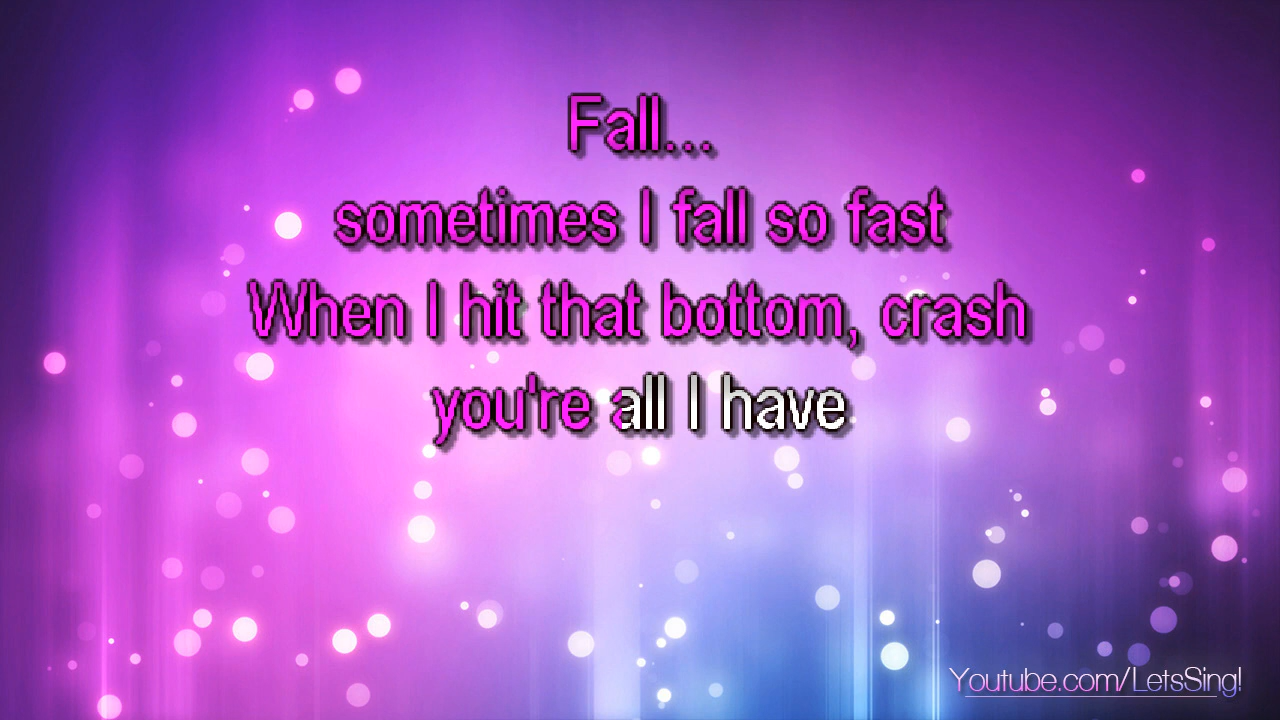 Fall...
sometimes I fall so fast
When I hit that bottom, crash
you're all I have
Youtube.com/LetsSing!